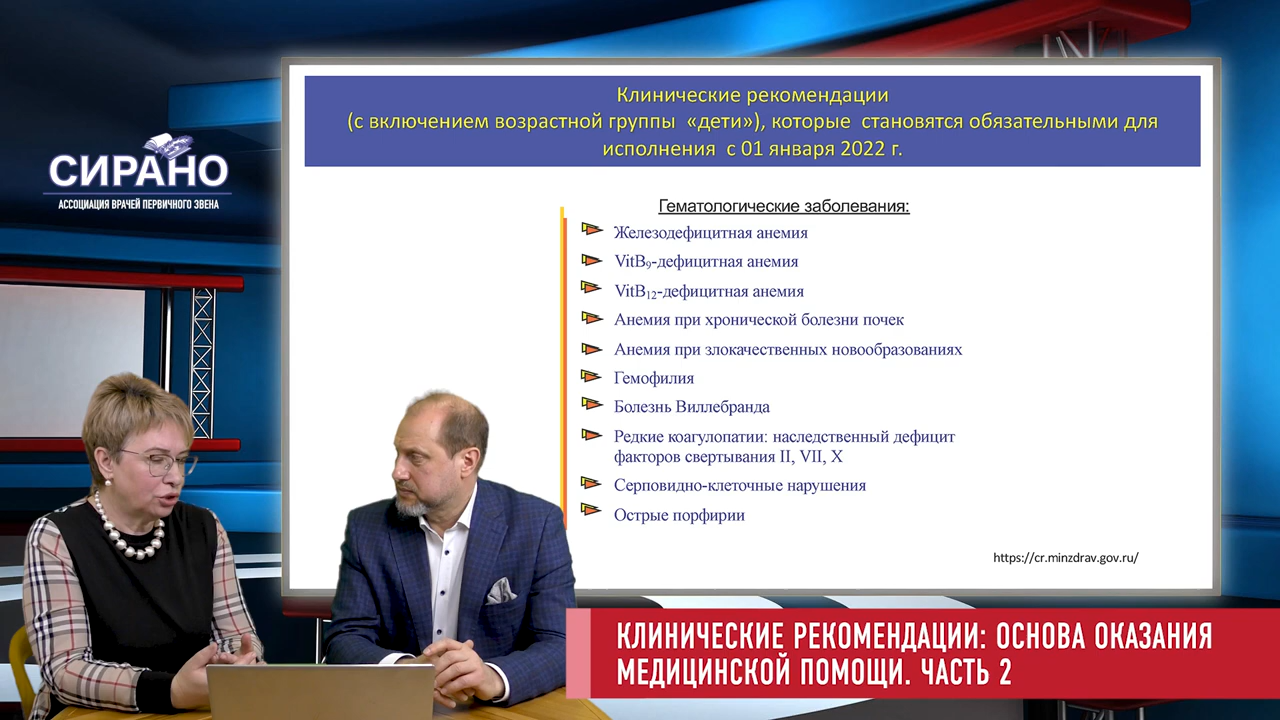 СИРАНО
АССОЦИАЦИЯ ВРАЧЕЙ ПЕРВИЧНОГО ЗВЕНА
Клинические рекомендации
(с включением возрастной группы «дети»), которые становятся обязательными для
исполнения с 01 января 2022 г.
Гематологические заболевания:
Железодефицитная анемия
VitB₉-дефицитная анемия
VitB₁₂-дефицитная анемия
Анемия при хронической болезни почек
Анемия при злокачественных новообразованиях
Гемофилия
Болезнь Виллебранда
Редкие коагулопатии: наследственный дефицит
факторов свертывания II, VII, X
Серповидно-клеточные нарушения
Острые порфирии
https://cr.minzdrav.gov.ru/
КЛИНИЧЕСКИЕ РЕКОМЕНДАЦИИ: ОСНОВА ОКАЗАНИЯ
МЕДИЦИНСКОЙ ПОМОЩИ. ЧАСТЬ 2